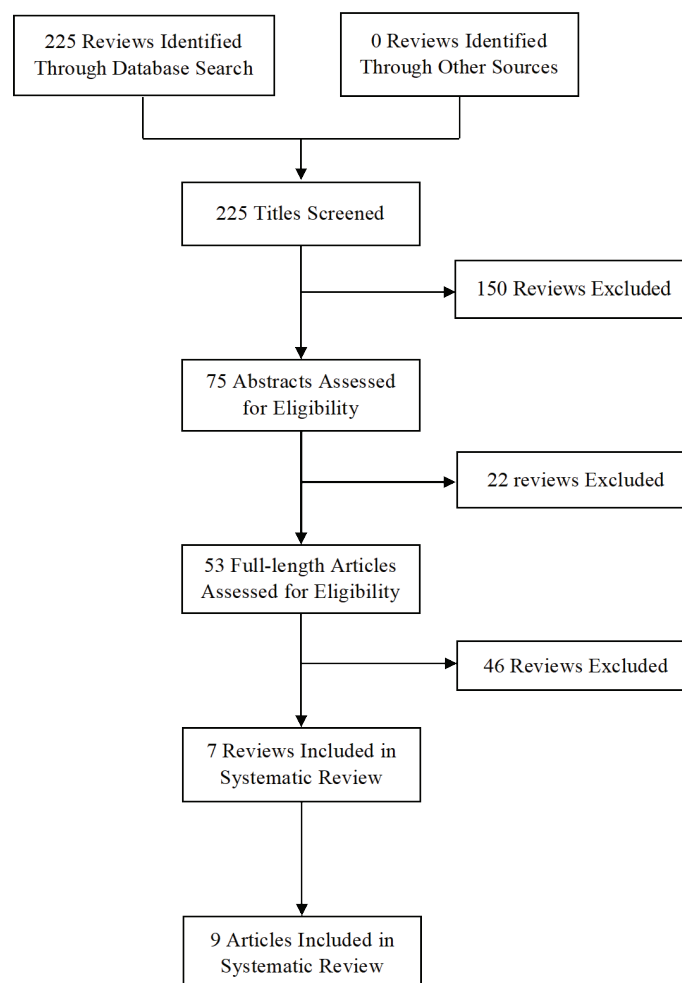 225 Reviews Identified
Through Database Search
0 Reviews Identified
Through Other Sources
225 Titles Screened
150 Reviews Excluded
75 Abstracts Assessed
for Eligibility
22 reviews Excluded
53 Full-length Articles
Assessed for Eligibility
46 Reviews Excluded
7 Reviews Included in
Systematic Review
9 Articles Included in
Systematic Review